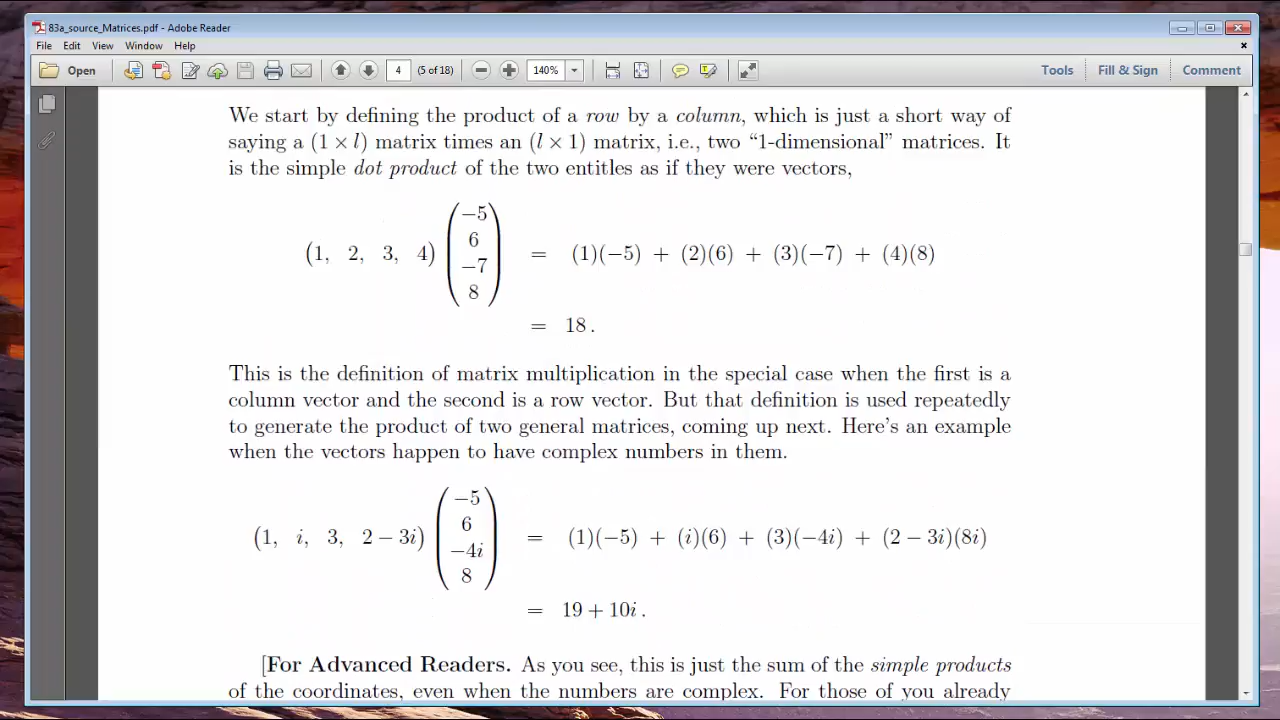 83a_source_Matrices.pdf - Adobe Reader
File Edit View Window Help
Open 4 (5 of 18) 140% Tools Fill & Sign Comment
We start by defining the product of a row by a column, which is just a short way of
saying a (1 × l) matrix times an (l × 1) matrix, i.e., two “1-dimensional” matrices. It
is the simple dot product of the two entitles as if they were vectors,
−5
6
(1, 2, 3, 4) = (1)(−5) + (2)(6) + (3)(−7) + (4)(8)
−7
8
= 18 .
This is the definition of matrix multiplication in the special case when the first is a
column vector and the second is a row vector. But that definition is used repeatedly
to generate the product of two general matrices, coming up next. Here’s an example
when the vectors happen to have complex numbers in them.
−5
6
(1, i, 3, 2 − 3i) = (1)(−5) + (i)(6) + (3)(−4i) + (2 − 3i)(8i)
−4i
8
= 19 + 10i .
[For Advanced Readers. As you see, this is just the sum of the simple products
of the coordinates, even when the numbers are complex. For those of you already